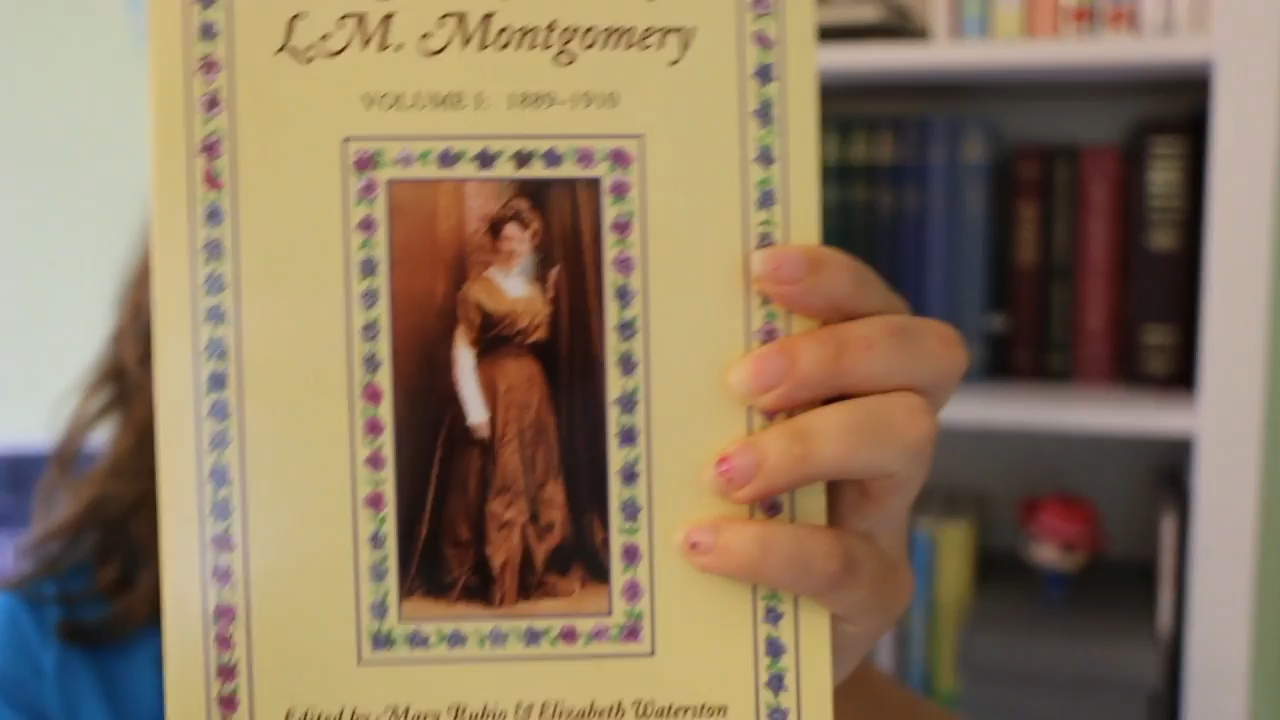 L.M. Montgomery
VOLUME I: 1889–1910
Edited by Mary Rubio & Elizabeth Waterston